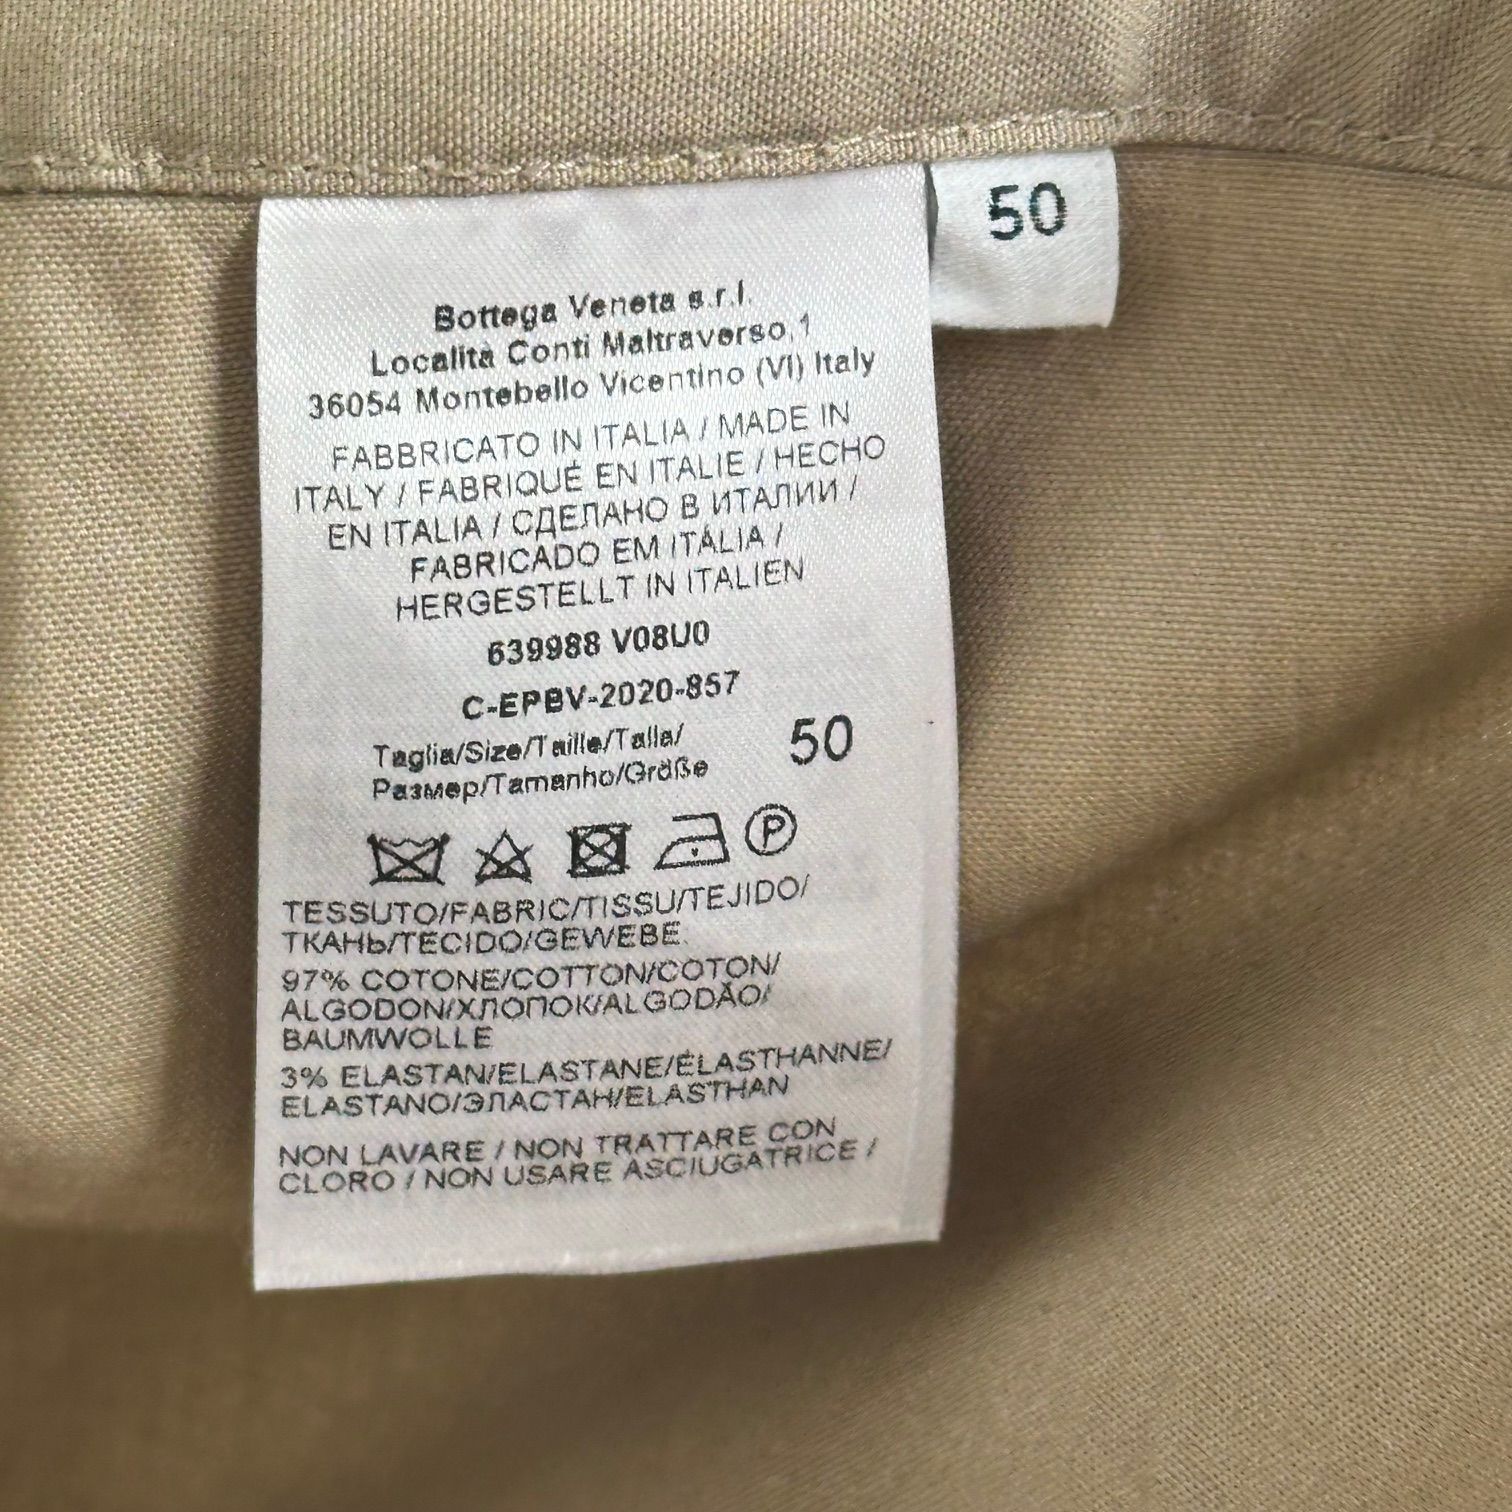 50
Bottega Veneta s.r.l.
Località Conti Maltraverso,1
36054 Montebello Vicentino (VI) Italy
FABBRICATO IN ITALIA / MADE IN
ITALY / FABRIQUÉ EN ITALIE / HECHO
EN ITALIA / СДЕЛАНО В ИТАЛИИ /
FABRICADO EM ITÁLIA /
HERGESTELLT IN ITALIEN
639988 V08U0
C-EPBV-2020-857
Taglia/Size/Taille/Talla/
Размер/Tamanho/Größe
50
P
TESSUTO/FABRIC/TISSU/TEJIDO/
ТКАНЬ/TECIDO/GEWEBE
97% COTONE/COTTON/COTON/
ALGODON/ХЛОПОК/ALGODÃO/
BAUMWOLLE
3% ELASTAN/ELASTANE/ÉLASTHANNE/
ELASTANO/ЭЛАСТАН/ELASTHAN
NON LAVARE / NON TRATTARE CON
CLORO / NON USARE ASCIUGATRICE /